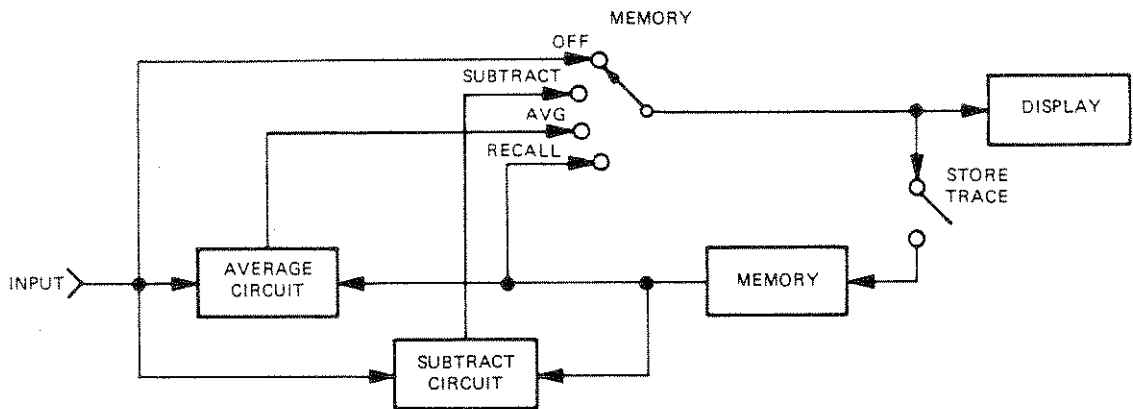 MEMORY
OFF
SUBTRACT
AVG
RECALL
DISPLAY
STORE
TRACE
INPUT
AVERAGE
CIRCUIT
MEMORY
SUBTRACT
CIRCUIT